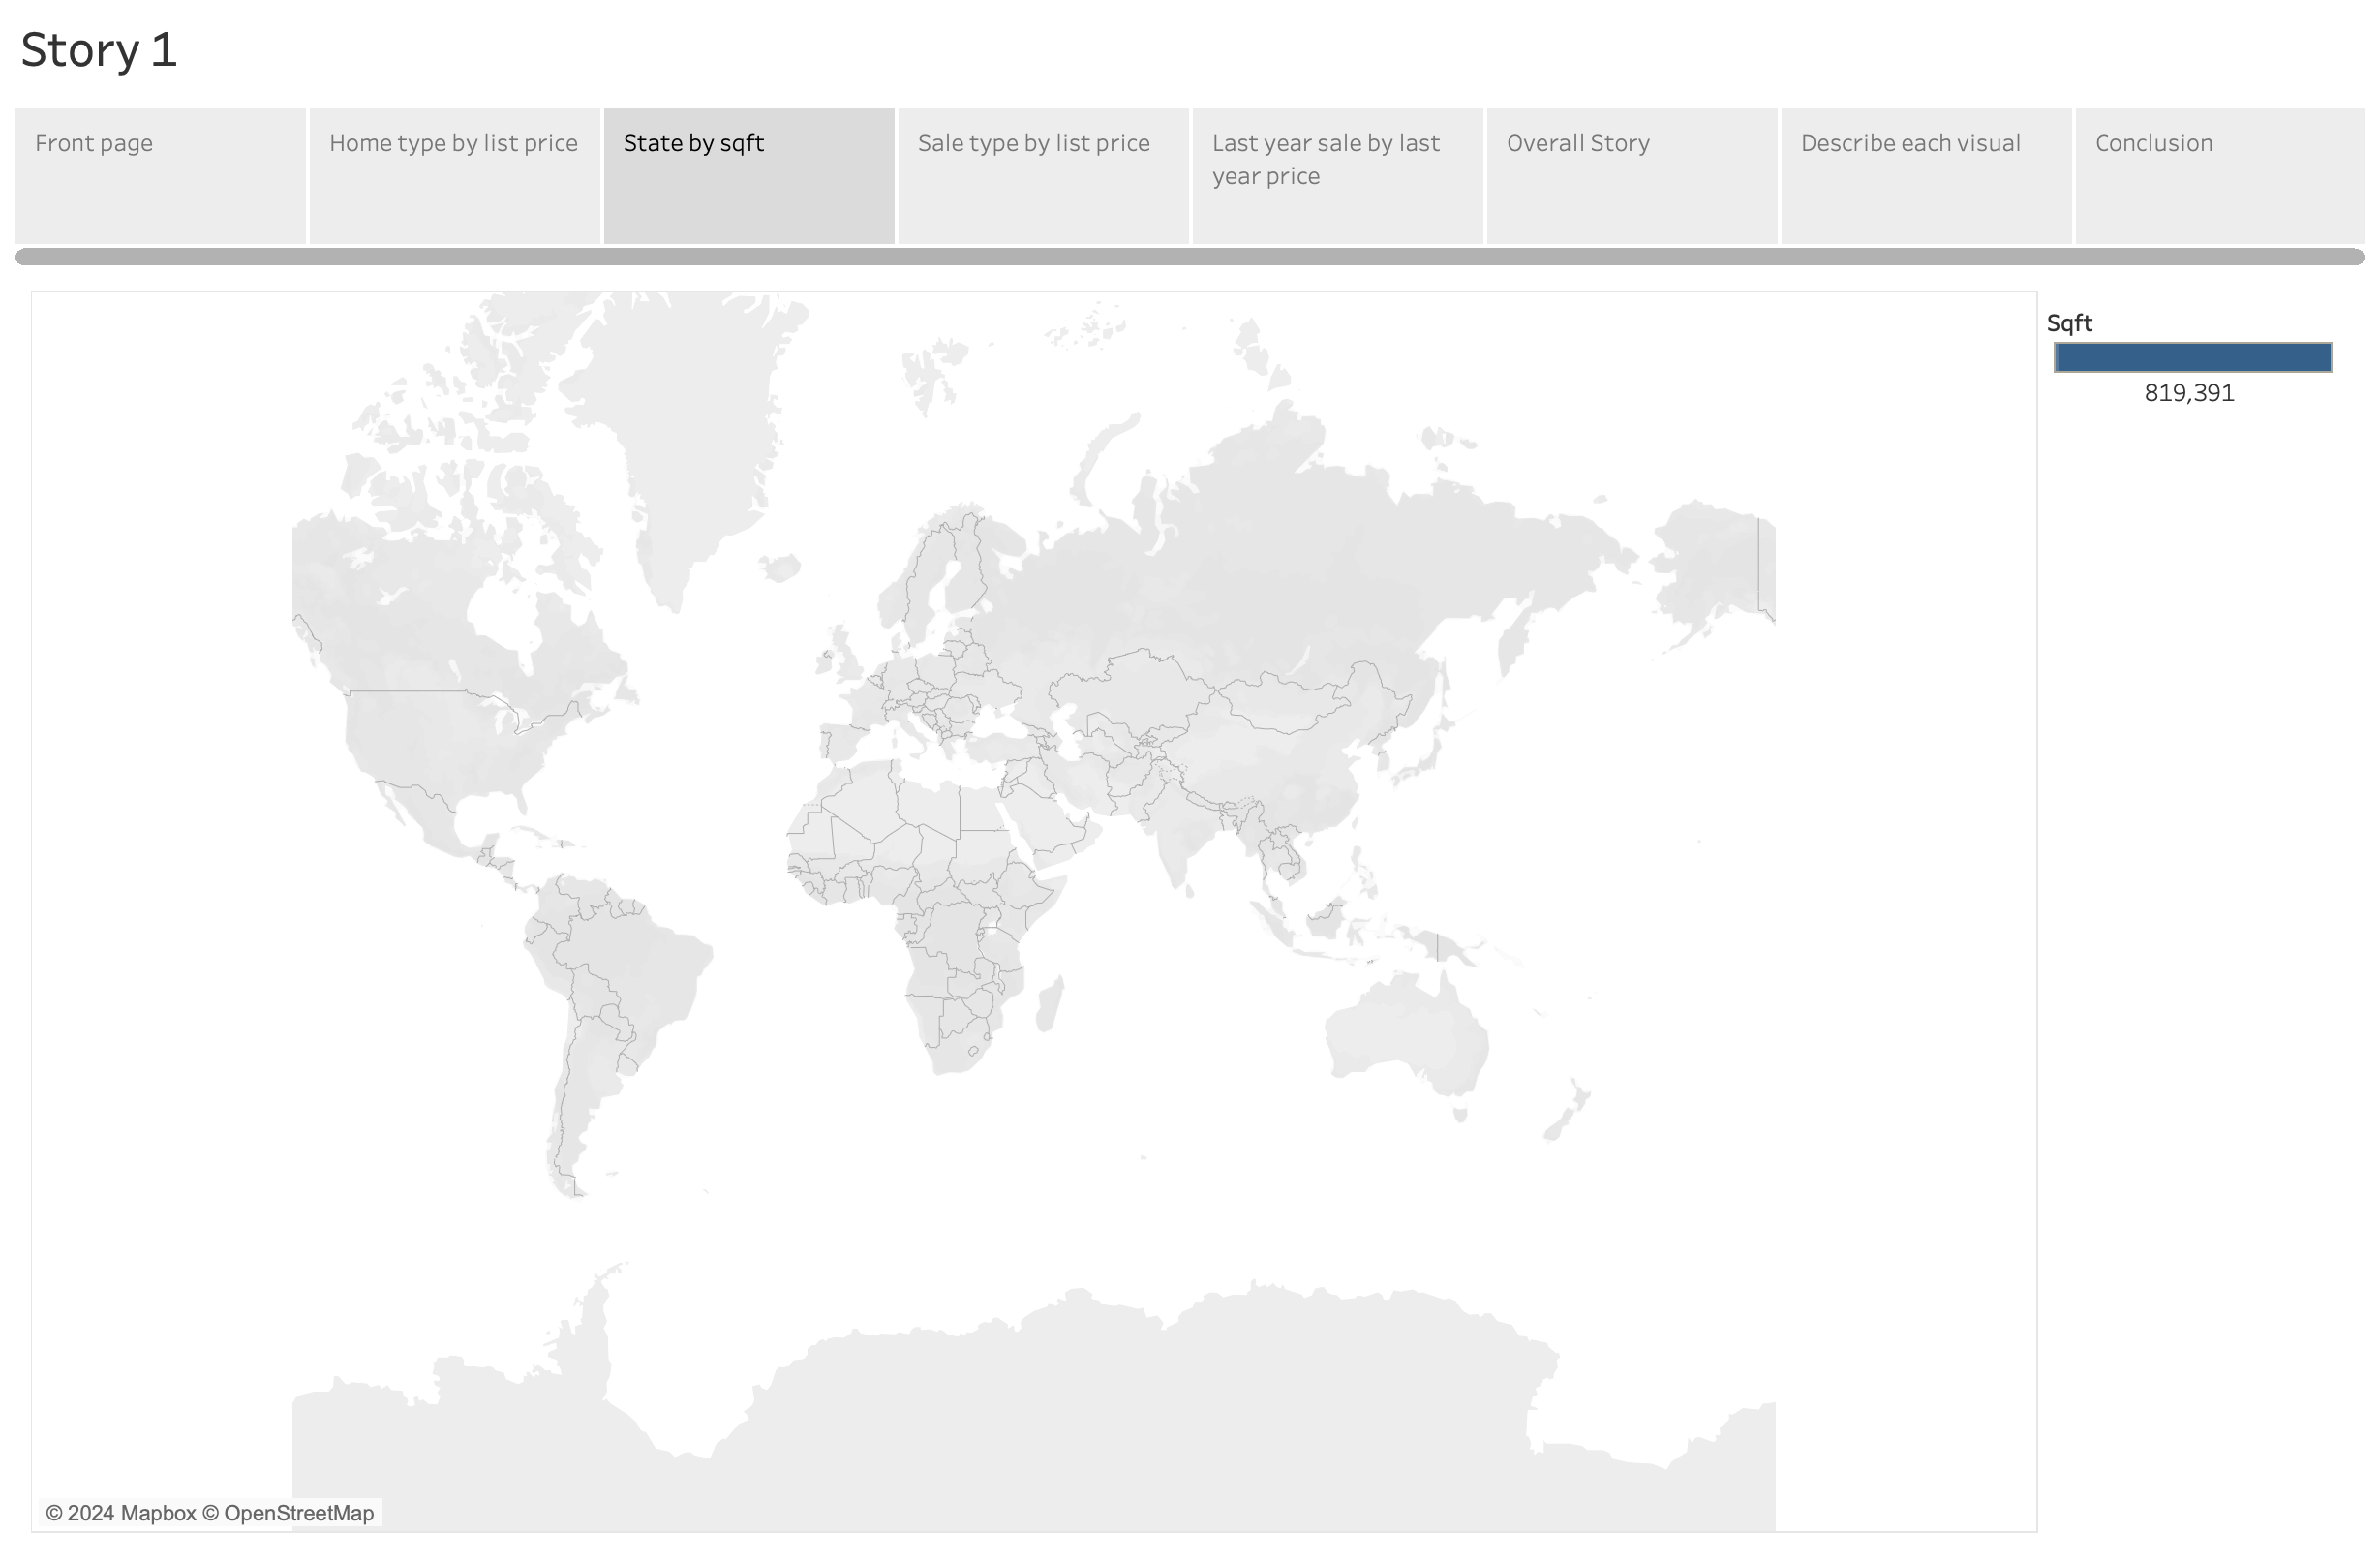 Story 1
Front page
Home type by list price
State by sqft
Sale type by list price
Last year sale by last
year price
Overall Story
Describe each visual
Conclusion
Sqft
819,391
© 2024 Mapbox © OpenStreetMap